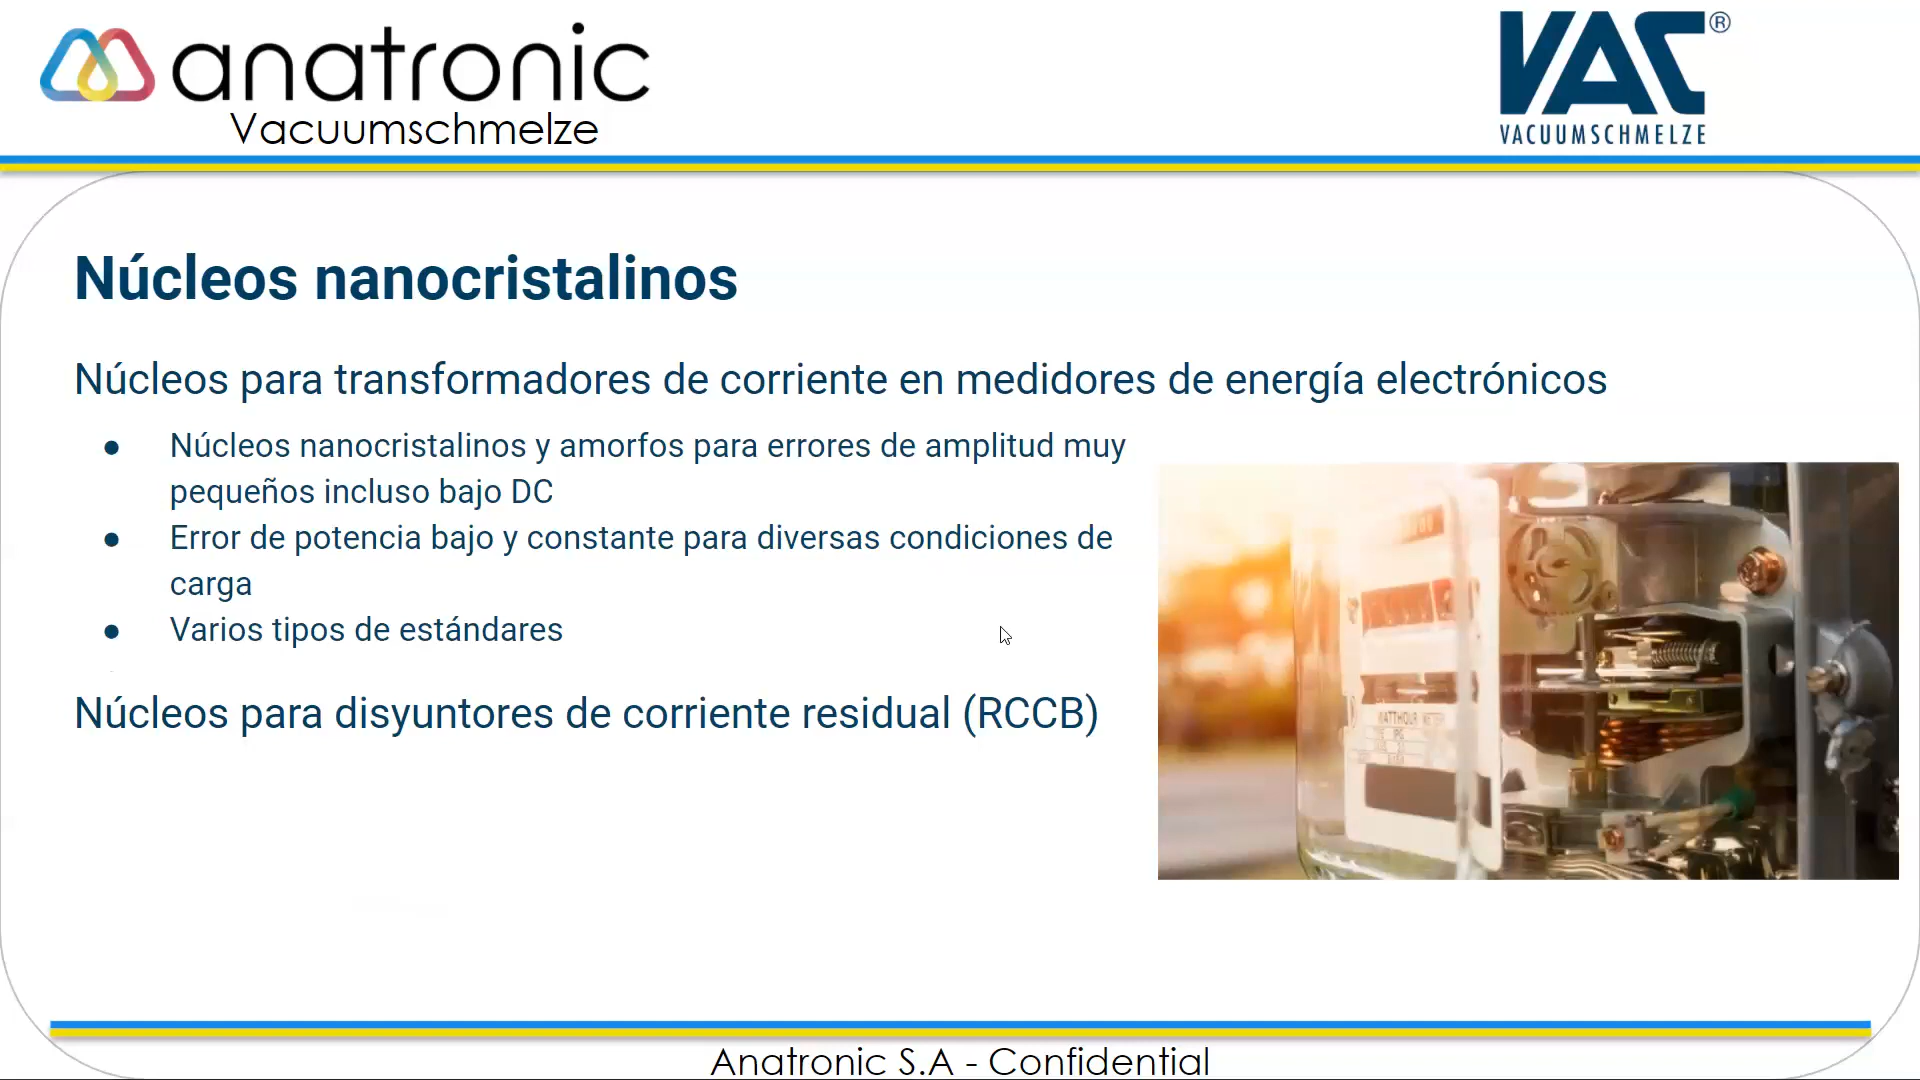 anatronic
Vacuumschmelze
VAC®
VACUUMSCHMELZE
Núcleos nanocristalinos
Núcleos para transformadores de corriente en medidores de energía electrónicos
● Núcleos nanocristalinos y amorfos para errores de amplitud muy
pequeños incluso bajo DC
● Error de potencia bajo y constante para diversas condiciones de
carga
● Varios tipos de estándares
Núcleos para disyuntores de corriente residual (RCCB)
WATTHOUR METER
Anatronic S.A - Confidential